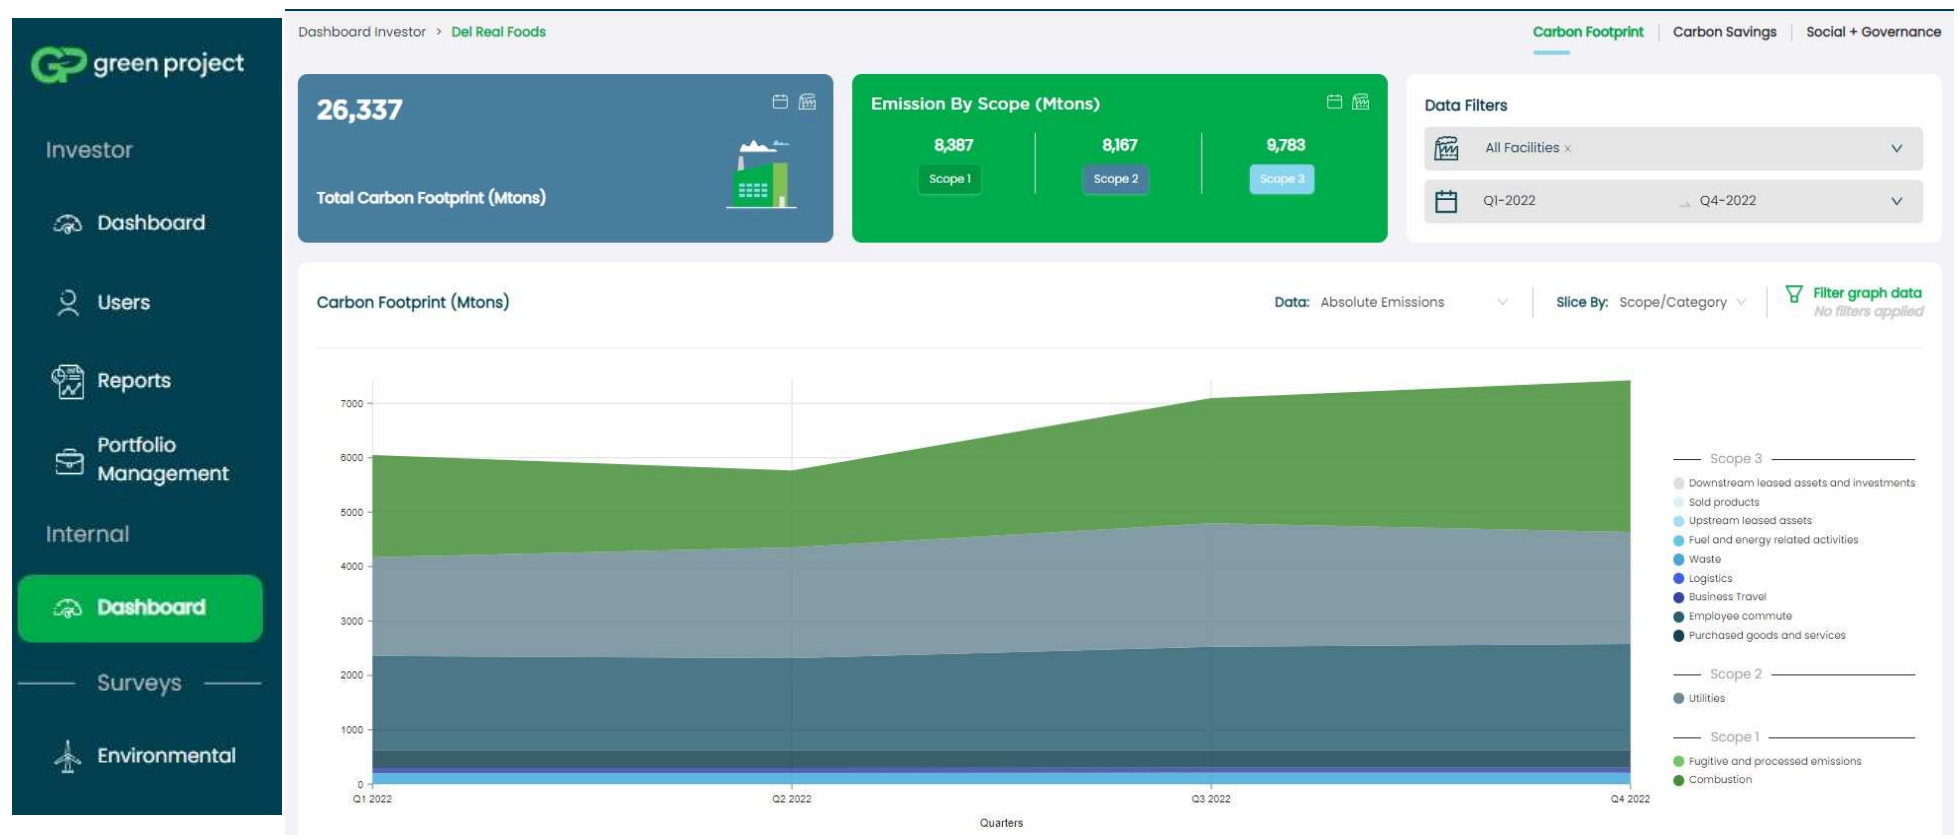 green project
Investor
Dashboard
Users
Reports
Portfolio
Management
Internal
Dashboard
Surveys
Environmental
Dashboard Investor > Del Real Foods
Carbon Footprint
Carbon Savings
Social + Governance
26,337
Total Carbon Footprint (Mtons)
Emission By Scope (Mtons)
8,387
8,167
9,783
Scope 1
Scope 2
Scope 3
Data Filters
All Facilities x
Q1-2022
Q4-2022
Carbon Footprint (Mtons)
Data: Absolute Emissions
Slice By: Scope/Category
Filter graph data
No filters applied
7000
6000
5000
4000
3000
2000
1000
0
Q1 2022
Q2 2022
Q3 2022
Q4 2022
Quarters
Scope 3
Downstream leased assets and investments
Sold products
Upstream leased assets
Fuel and energy related activities
Waste
Logistics
Business Travel
Employee commute
Purchased goods and services
Scope 2
Utilities
Scope 1
Fugitive and processed emissions
Combustion